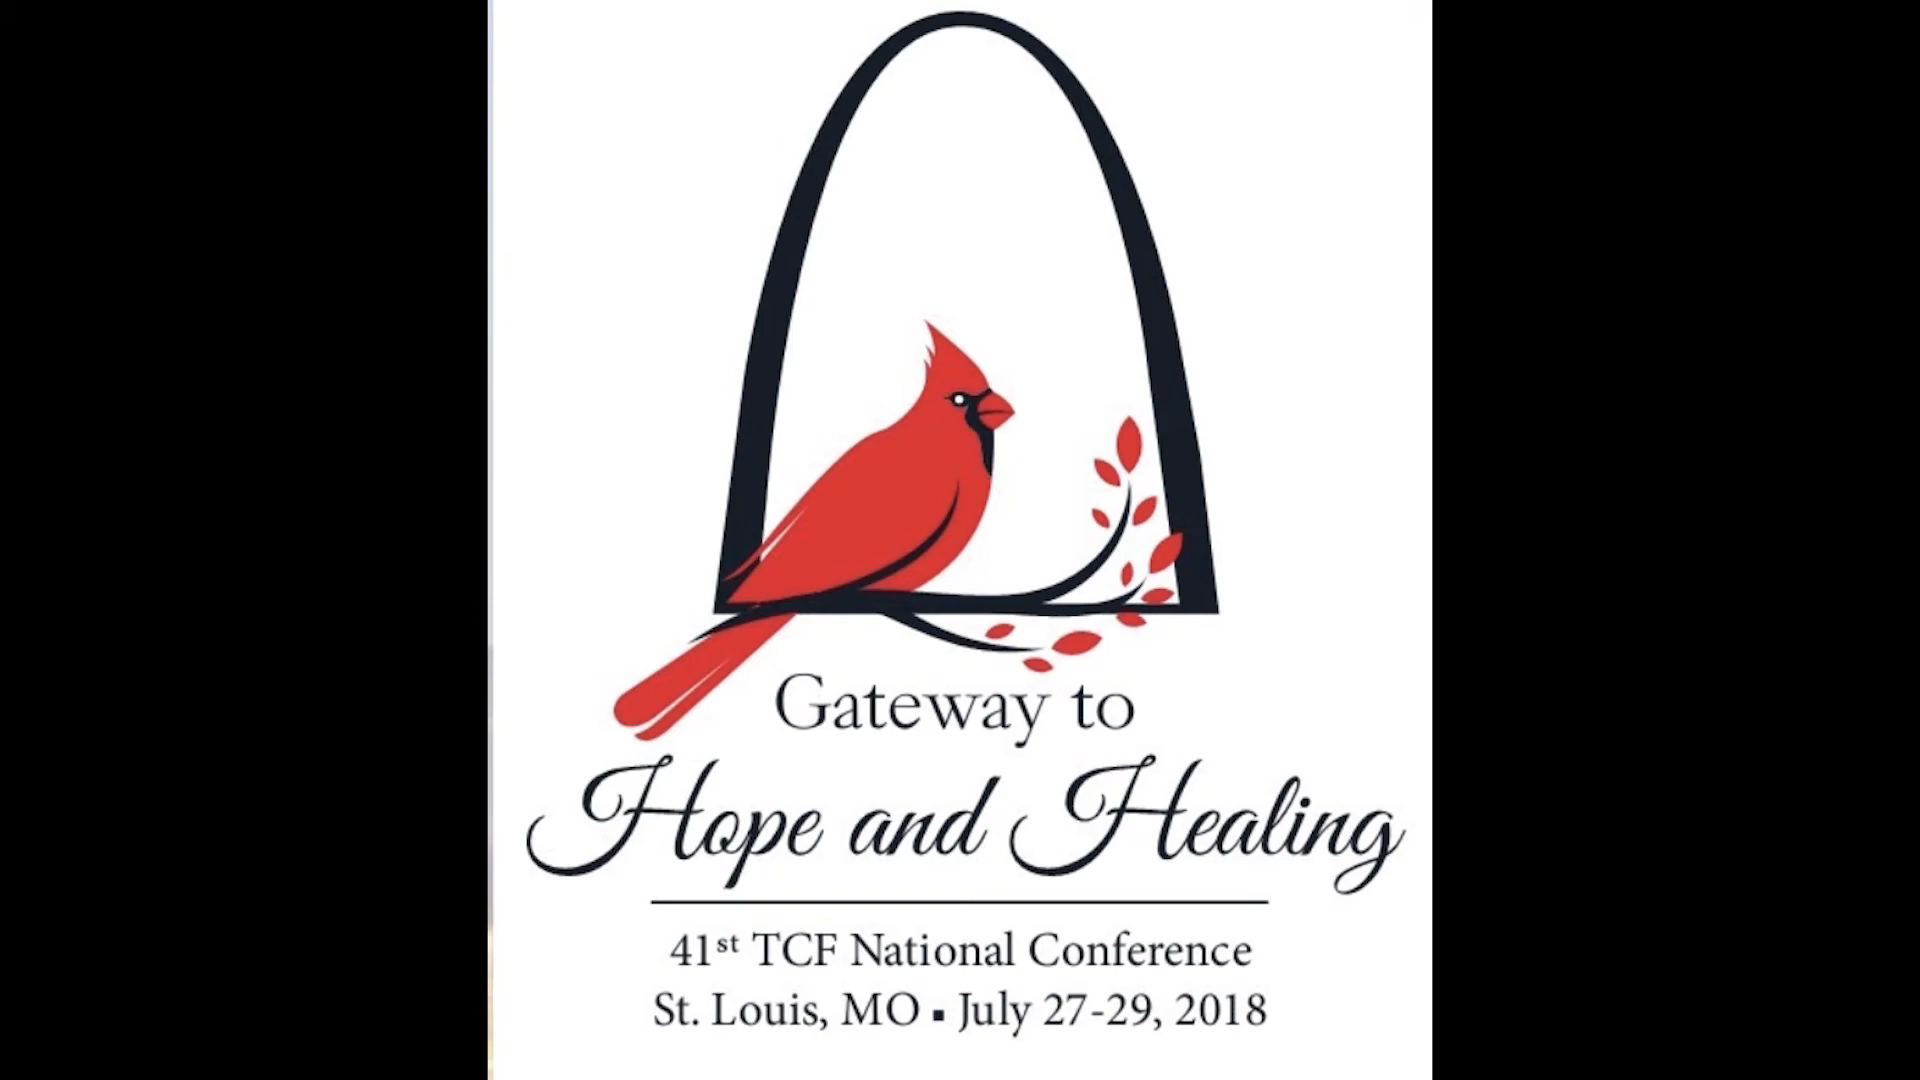 Gateway to
Hope and Healing
41st TCF National Conference
St. Louis, MO ▪ July 27-29, 2018